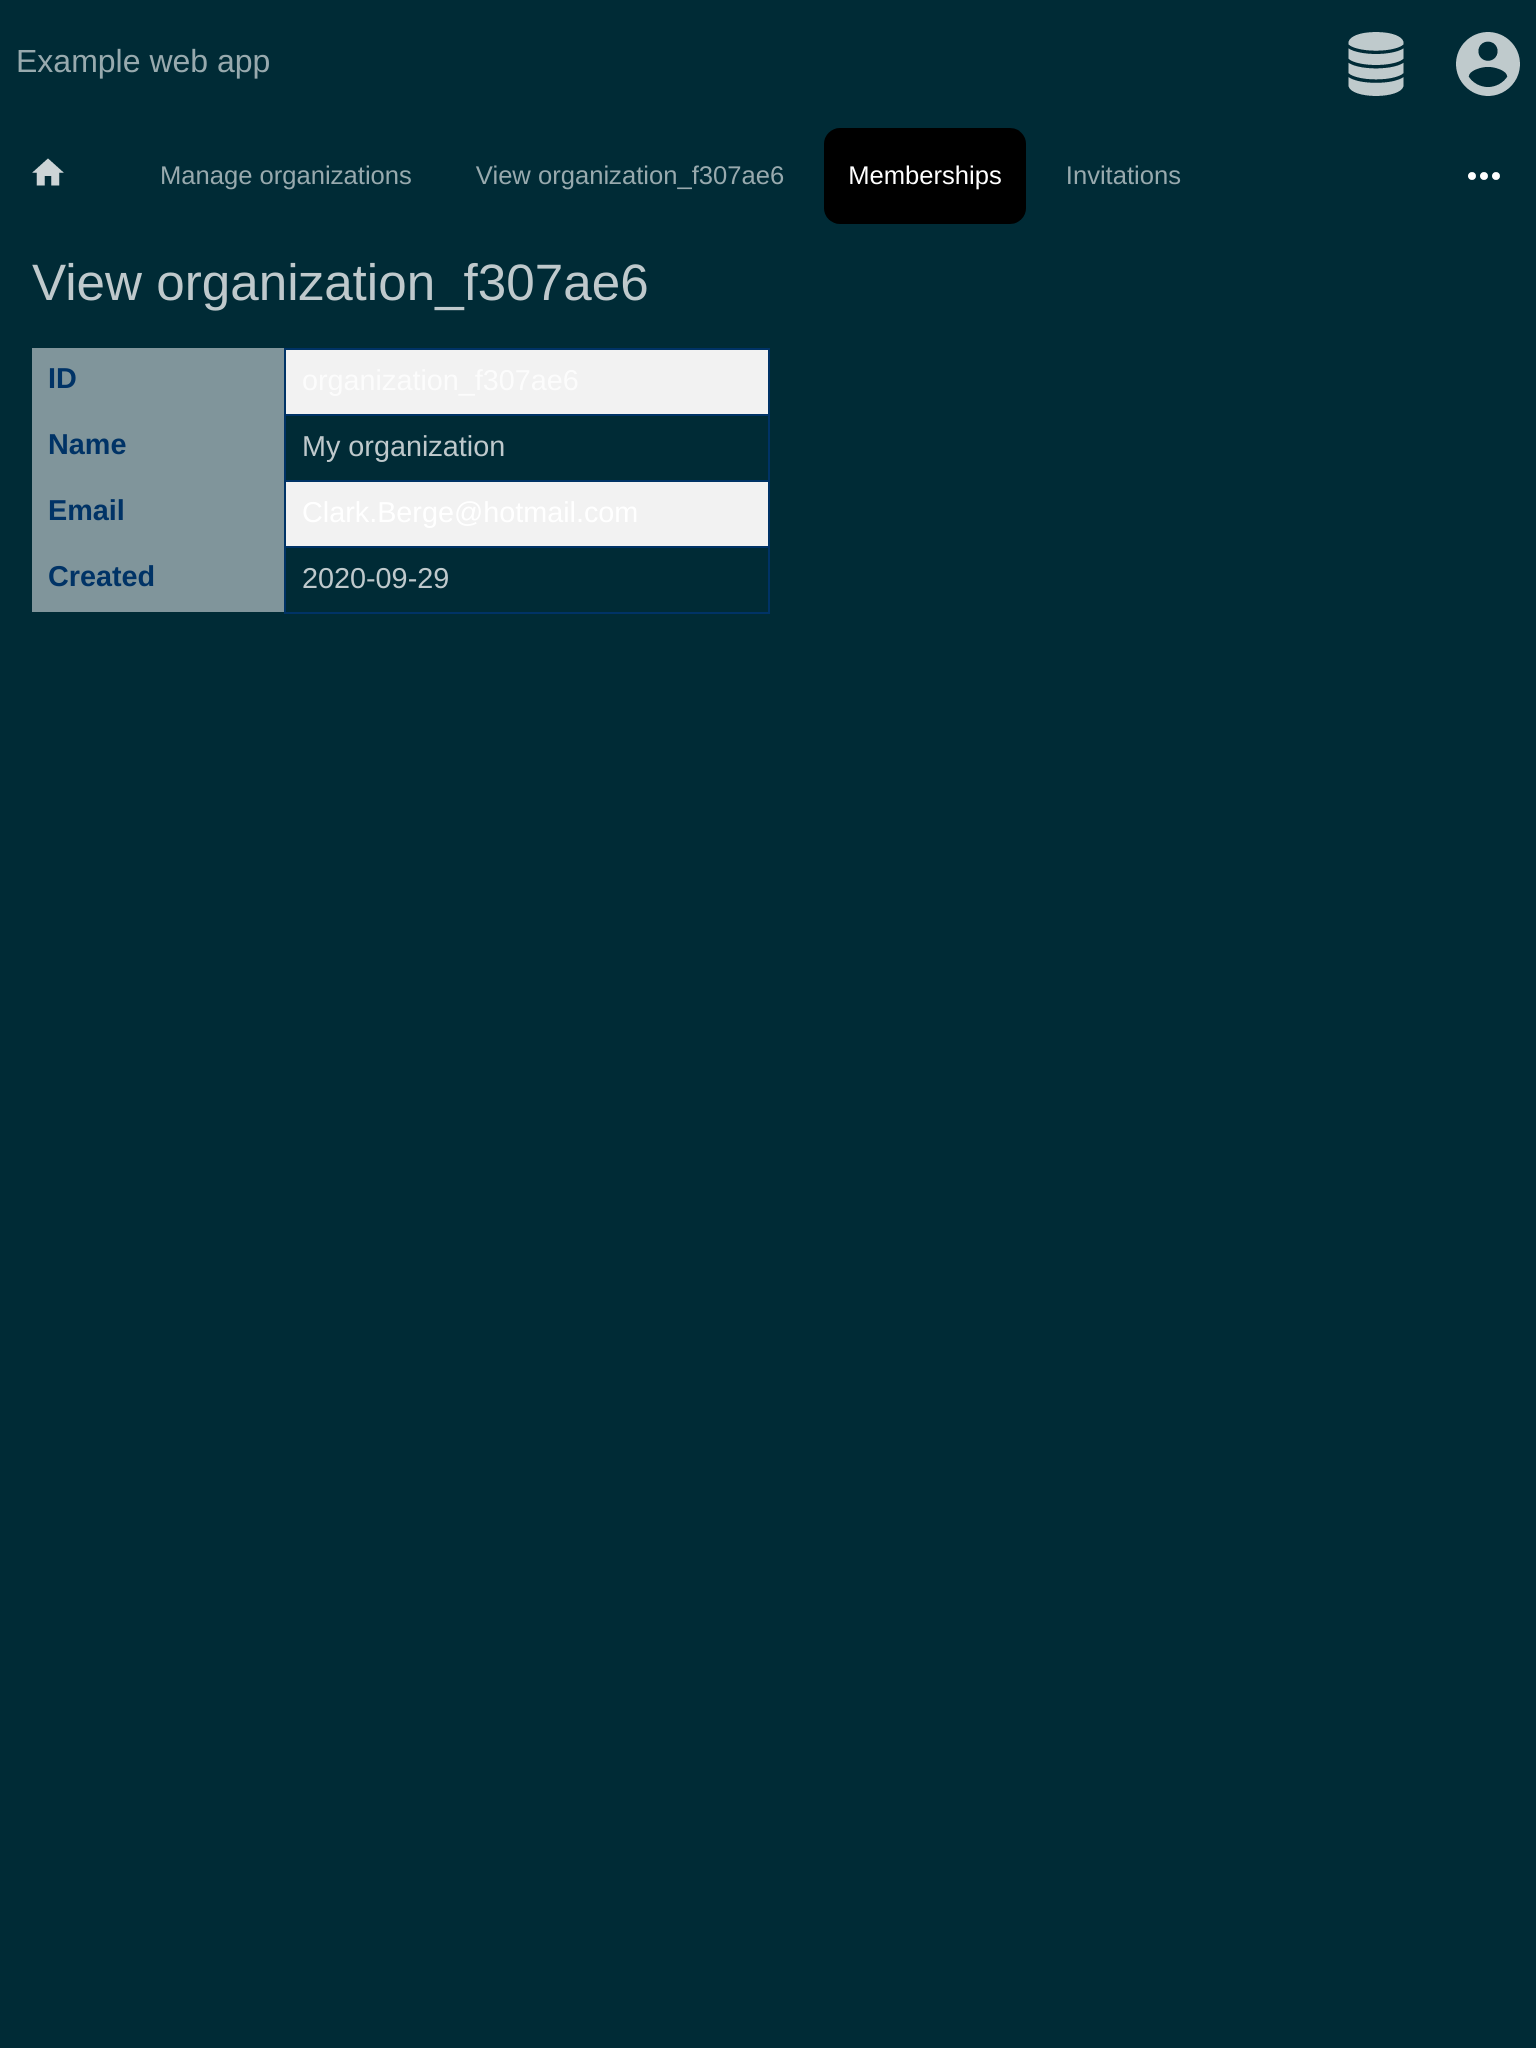 Example web app
Manage organizations View organization_f307ae6 Memberships Invitations
View organization_f307ae6
ID organization_f307ae6
Name My organization
Email Clark.Berge@hotmail.com
Created 2020-09-29